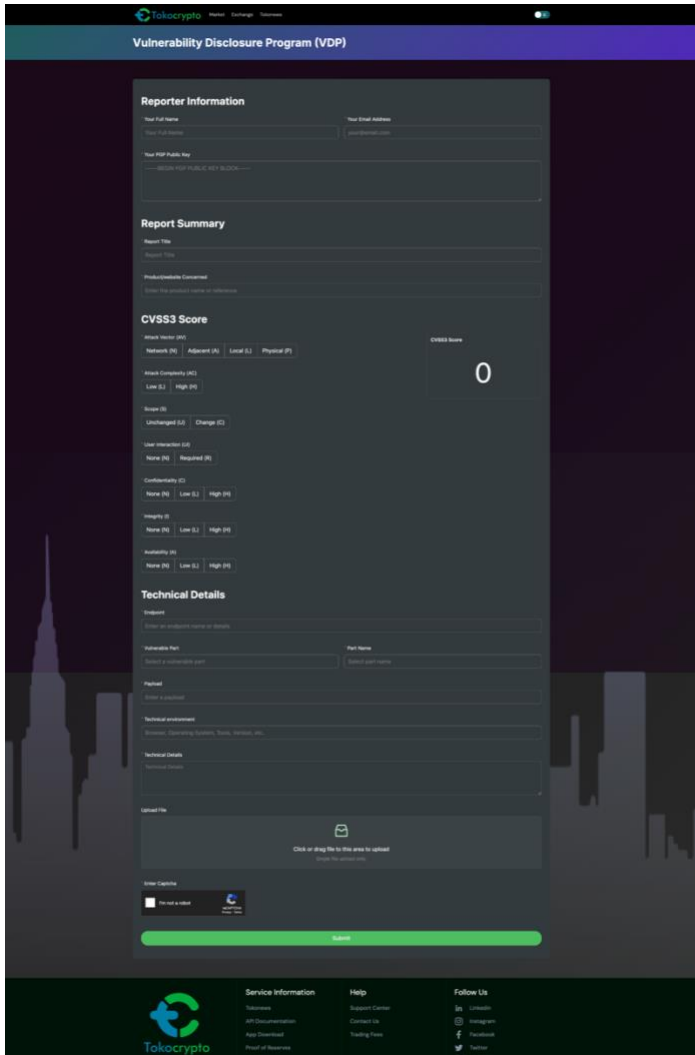 Tokocrypto Market Exchange Tokonews
Vulnerability Disclosure Program (VDP)
Reporter Information
* Your Full Name
* Your Email Address
Your Full Name
your@email.com
* Your PGP Public Key
-----BEGIN PGP PUBLIC KEY BLOCK-----
Report Summary
* Report Title
Report Title
* Product/website Concerned
Enter the product name or reference
CVSS3 Score
* Attack Vector (AV)
CVSS3 Score
Network (N) Adjacent (A) Local (L) Physical (P)
0
* Attack Complexity (AC)
Low (L) High (H)
* Scope (S)
Unchanged (U) Change (C)
* User Interaction (UI)
None (N) Required (R)
* Confidentiality (C)
None (N) Low (L) High (H)
* Integrity (I)
None (N) Low (L) High (H)
* Availability (A)
None (N) Low (L) High (H)
Technical Details
* Endpoint
Enter an endpoint name or details
* Vulnerable Part
* Part Name
Select a vulnerable part
Select part name
* Payload
Enter a payload
* Technical environment
Browser, Operating System, Tools, Version, etc.
* Technical Details
Technical Details
Upload File
Click or drag file to this area to upload
Single file upload only
Enter Captcha
I'm not a robot
reCAPTCHA
Privacy - Terms
Submit
Tokocrypto
Service Information
Tokonews
API Documentation
App Download
Proof of Reserves
Help
Support Center
Contact Us
Trading Fees
Follow Us
LinkedIn
Instagram
Facebook
Twitter